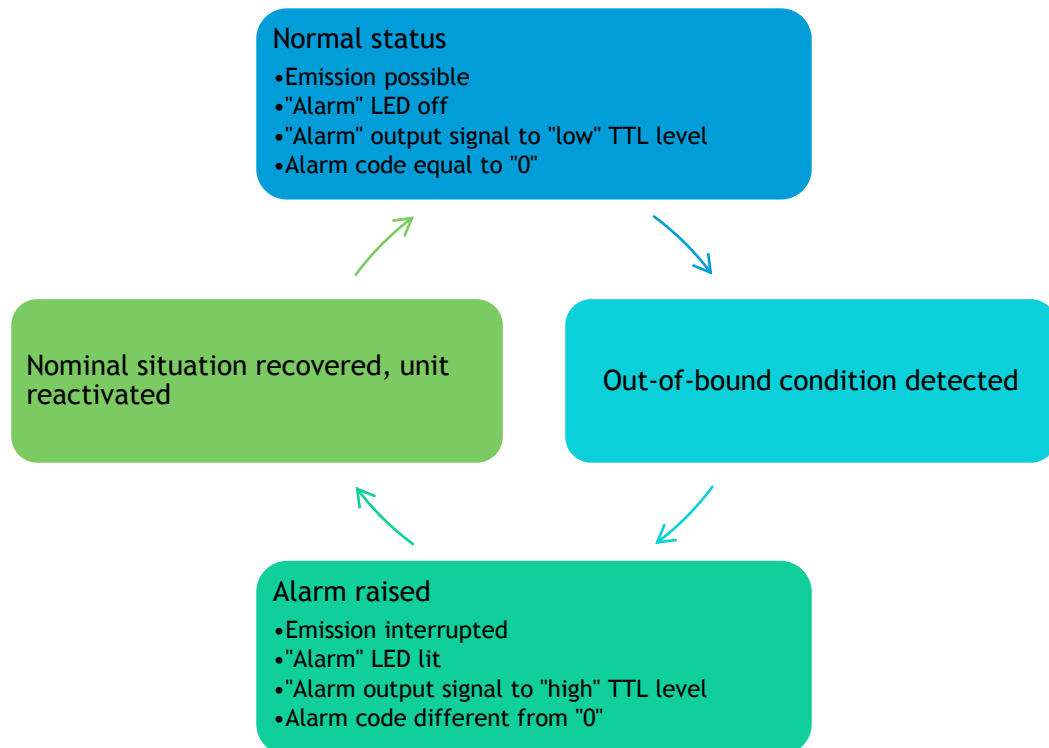 Normal status
•Emission possible
•"Alarm" LED off
•"Alarm" output signal to "low" TTL level
•Alarm code equal to "0"
Out-of-bound condition detected
Alarm raised
•Emission interrupted
•"Alarm" LED lit
•"Alarm output signal to "high" TTL level
•Alarm code different from "0"
Nominal situation recovered, unit
reactivated